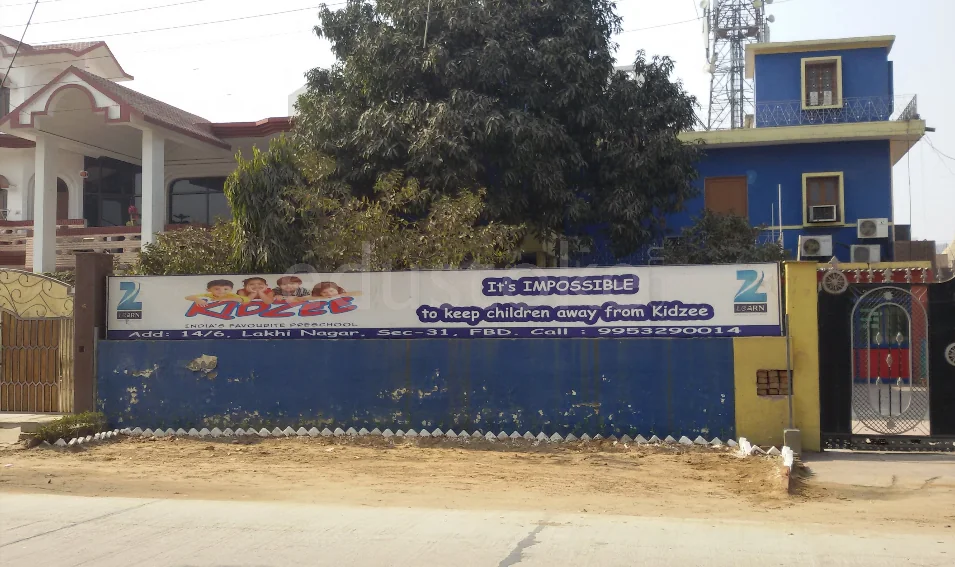 Z
LEARN
KIDZEE
INDIA'S FAVOURITE PRESCHOOL
It's IMPOSSIBLE
to keep children away from Kidzee
Z
LEARN
Add: 14/6, Lakhi Nagar, Sec-31, FBD. Call : 9953290014